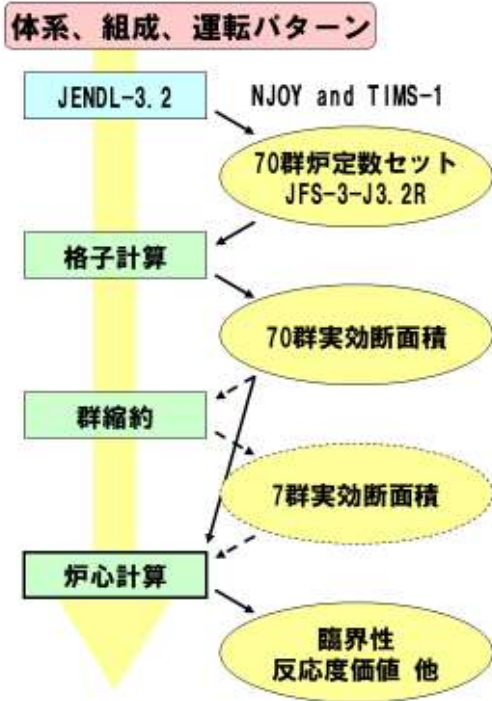 体系、組成、運転パターン
JENDL-3.2
NJOY and TIMS-1
70群炉定数セット
JFS-3-J3.2R
格子計算
70群実効断面積
群縮約
7群実効断面積
炉心計算
臨界性
反応度価値 他